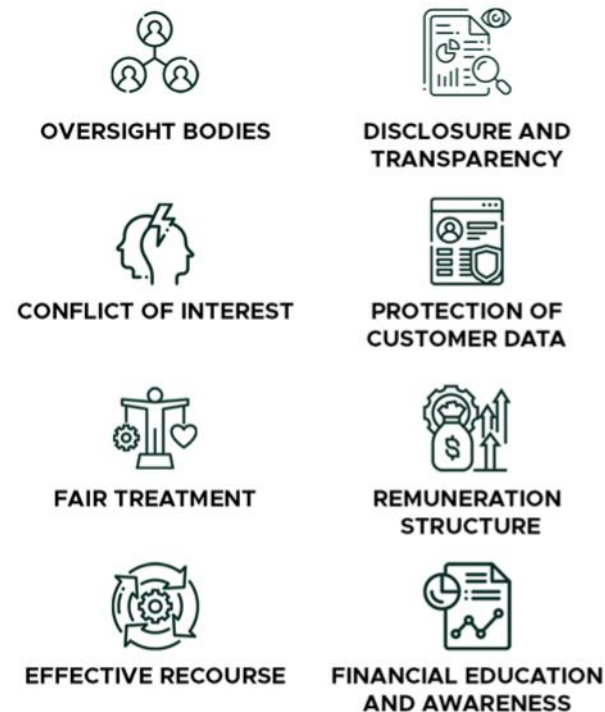 OVERSIGHT BODIES
DISCLOSURE AND
TRANSPARENCY
CONFLICT OF INTEREST
PROTECTION OF
CUSTOMER DATA
FAIR TREATMENT
REMUNERATION
STRUCTURE
$
EFFECTIVE RECOURSE
FINANCIAL EDUCATION
AND AWARENESS